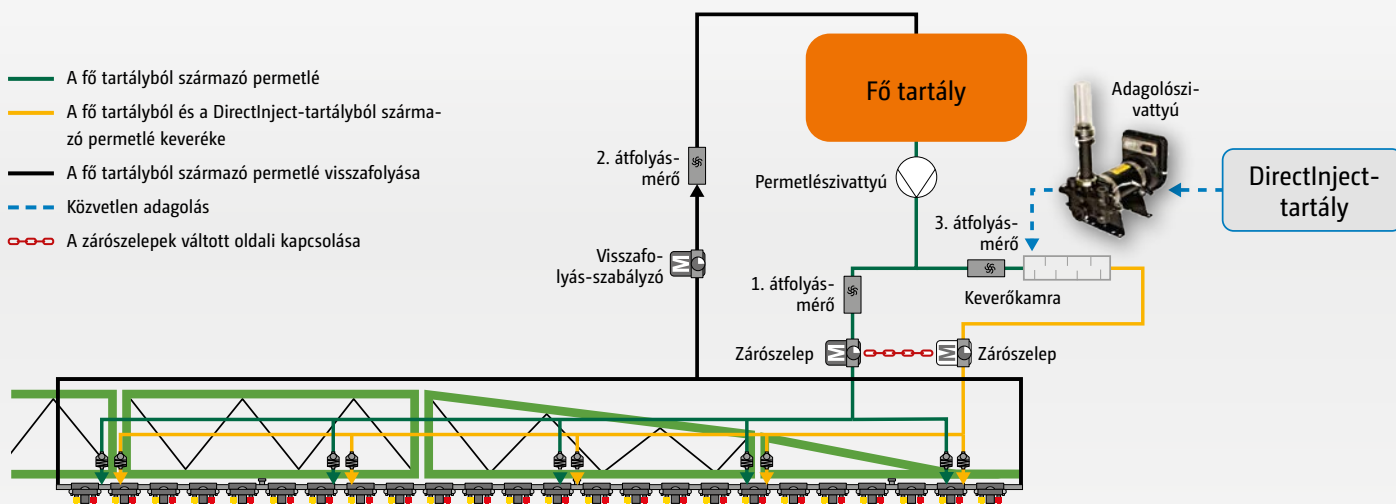 A fő tartályból származó permetlé
A fő tartályból és a DirectInject-tartályból szárma-
zó permetlé keveréke
A fő tartályból származó permetlé visszafolyása
Közvetlen adagolás
A zárószelepek váltott oldali kapcsolása
2. átfolyás-
mérő
Visszafo-
lyás-szabályzó
M
Fő tartály
Permetlészivattyú
Adagolószi-
vattyú
DirectInject-
tartály
3. átfolyás-
mérő
Keverőkamra
1. átfolyás-
mérő
Zárószelep
M
M
Zárószelep